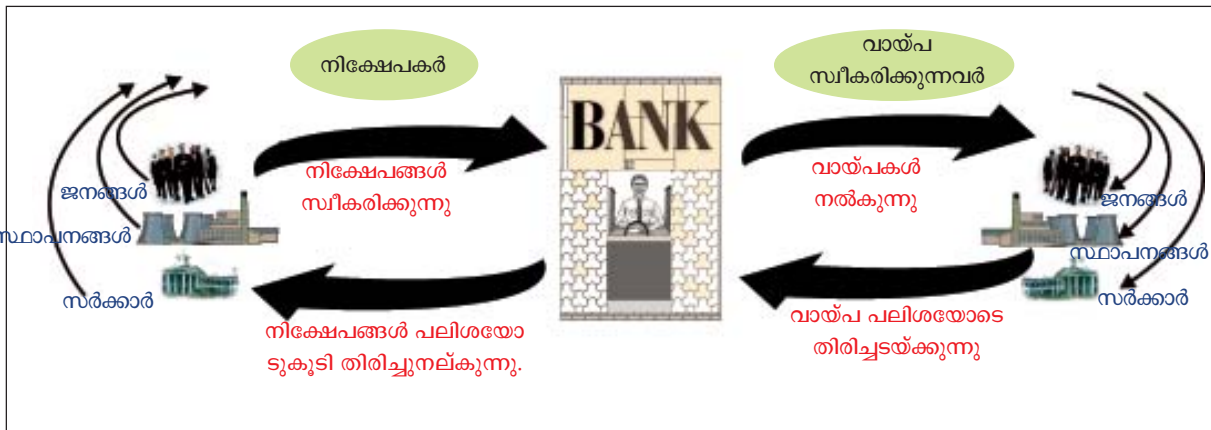 നിക്ഷേപകർ
വായ്പ
സ്വീകരിക്കുന്നവർ
BANK
നിക്ഷേപങ്ങൾ
സ്വീകരിക്കുന്നു
വായ്പകൾ
നൽകുന്നു
ജനങ്ങൾ
സ്ഥാപനങ്ങൾ
സർക്കാർ
ജനങ്ങൾ
സ്ഥാപനങ്ങൾ
സർക്കാർ
നിക്ഷേപങ്ങൾ പലിശയോ
ടുകൂടി തിരിച്ചുനല്കുന്നു.
വായ്പ പലിശയോടെ
തിരിച്ചടയ്ക്കുന്നു